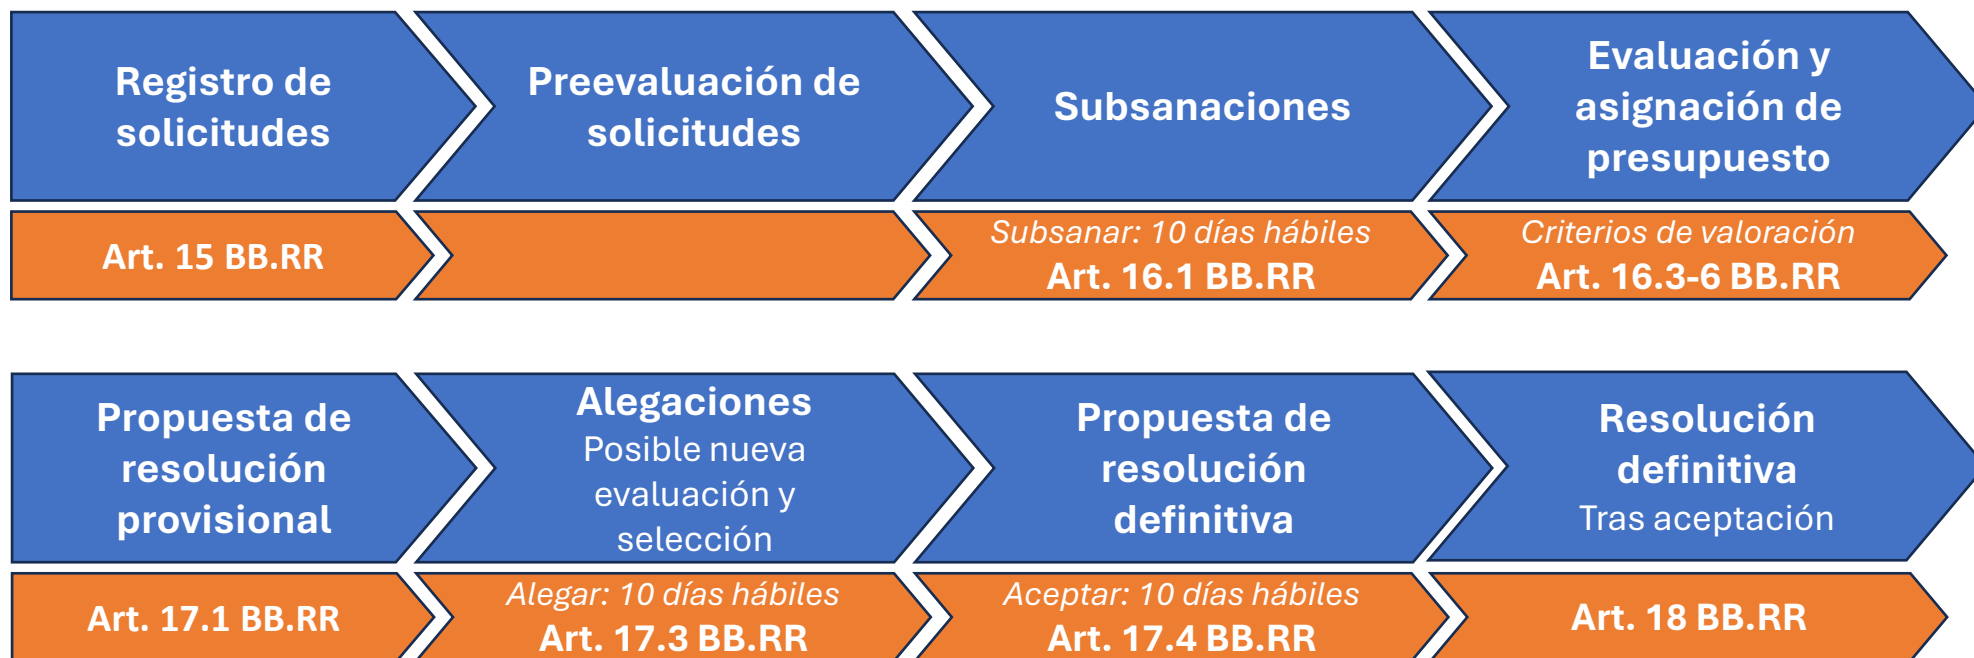 Registro de
solicitudes
Preevaluación de
solicitudes
Subsanaciones
Evaluación y
asignación de
presupuesto
Art. 15 BB.RR
Subsanar: 10 días hábiles
Art. 16.1 BB.RR
Criterios de valoración
Art. 16.3-6 BB.RR
Propuesta de
resolución
provisional
Alegaciones
Posible nueva
evaluación y
selección
Propuesta de
resolución
definitiva
Resolución
definitiva
Tras aceptación
Art. 17.1 BB.RR
Alegar: 10 días hábiles
Art. 17.3 BB.RR
Aceptar: 10 días hábiles
Art. 17.4 BB.RR
Art. 18 BB.RR